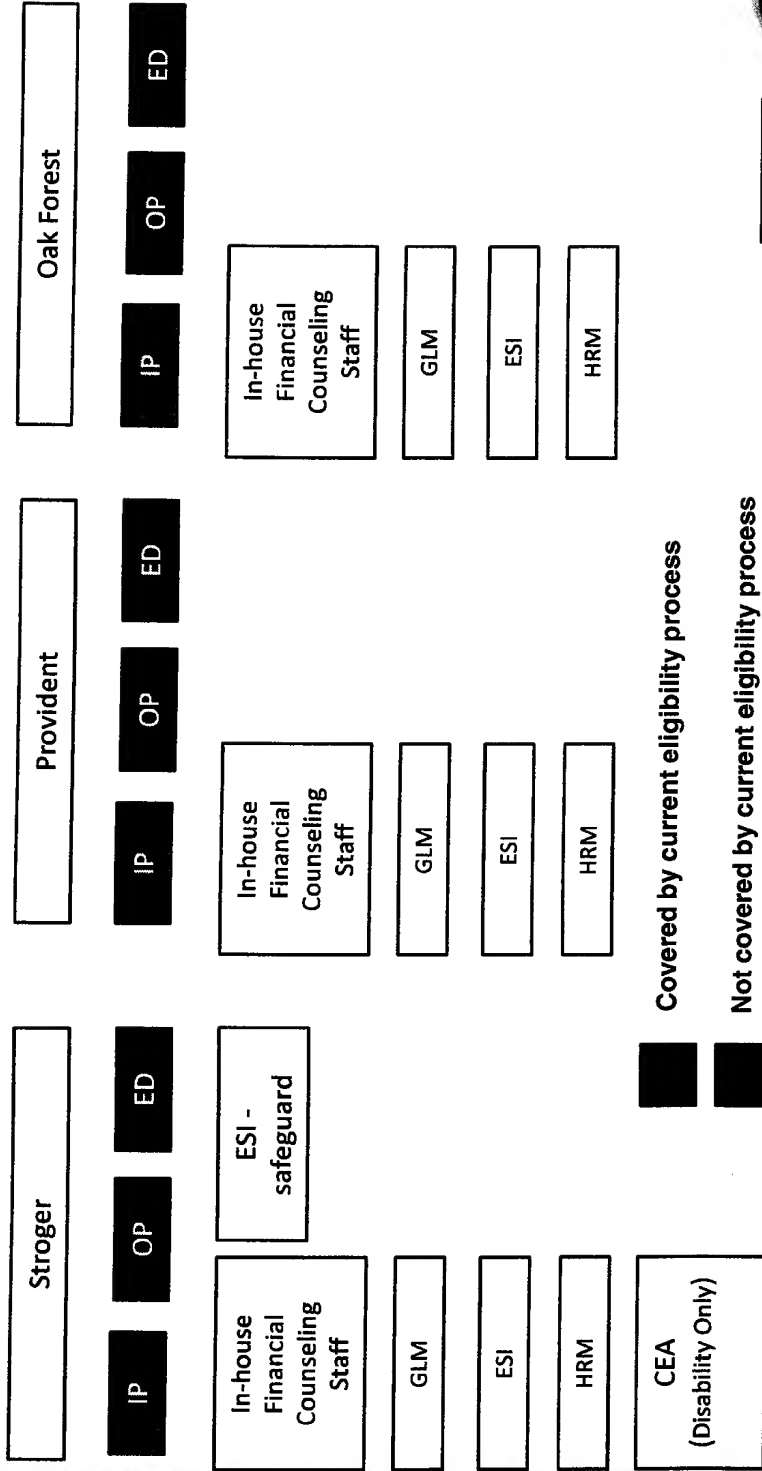 Stroger
IP
OP
ED
In-house
Financial
Counseling
Staff
ESI -
safeguard
GLM
ESI
HRM
CEA
(Disability Only)
Provident
IP
OP
ED
In-house
Financial
Counseling
Staff
GLM
ESI
HRM
Oak Forest
IP
OP
ED
In-house
Financial
Counseling
Staff
GLM
ESI
HRM
Covered by current eligibility process
Not covered by current eligibility process